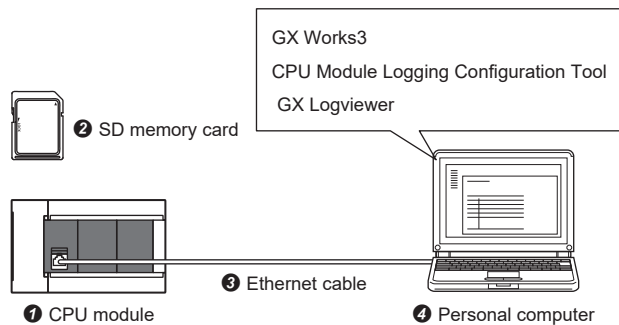 GX Works3
CPU Module Logging Configuration Tool
GX Logviewer
❷ SD memory card
❸ Ethernet cable
❶ CPU module
❹ Personal computer